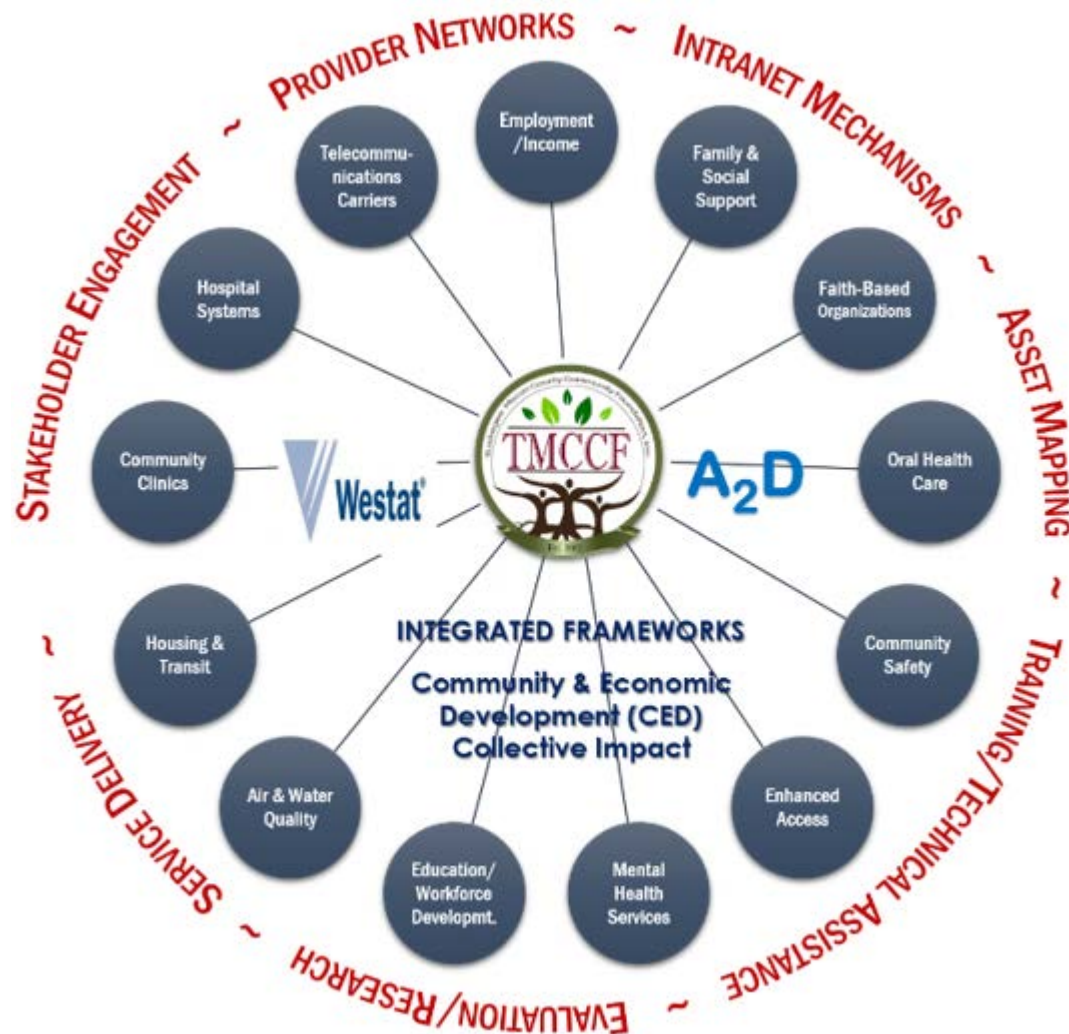 STAKEHOLDER ENGAGEMENT ~ PROVIDER NETWORKS ~ INTRANET MECHANISMS ~ ASSET MAPPING ~ TRAINING/TECHNICAL ASSISTANCE ~ EVALUATION/RESEARCH ~ SERVICE DELIVERY ~
Employment
/Income
Family &
Social
Support
Faith-Based
Organizations
Oral Health
Care
Community
Safety
Enhanced
Access
Mental
Health
Services
Education/
Workforce
Developmt.
Air & Water
Quality
Housing &
Transit
Community
Clinics
Hospital
Systems
Telecommu-
nications
Carriers
Westat®
TMCCF
A2D
INTEGRATED FRAMEWORKS
Community & Economic
Development (CED)
Collective Impact